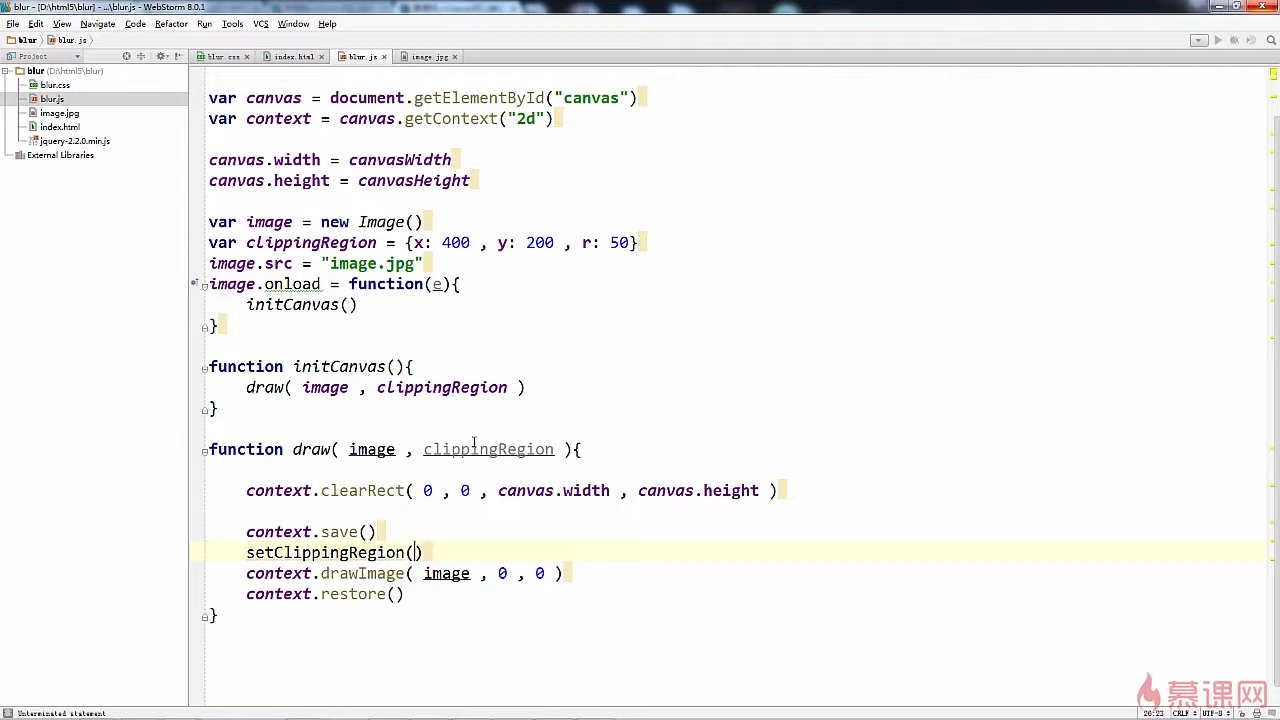 blur - [D:\html5\blur] - ...\blur.js - WebStorm 8.0.1
File Edit View Navigate Code Refactor Run Tools VCS Window Help
blur blur.js
Project blur.css index.html blur.js image.jpg
blur (D:\html5\blur)
blur.css
blur.js
image.jpg
index.html
jquery-2.2.0.min.js
External Libraries
var canvas = document.getElementById("canvas")
var context = canvas.getContext("2d")
canvas.width = canvasWidth
canvas.height = canvasHeight
var image = new Image()
var clippingRegion = {x: 400 , y: 200 , r: 50}
image.src = "image.jpg"
image.onload = function(e){
initCanvas()
}
function initCanvas(){
draw( image , clippingRegion )
}
function draw( image , clippingRegion ){
context.clearRect( 0 , 0 , canvas.width , canvas.height )
context.save()
setClippingRegion()
context.drawImage( image , 0 , 0 )
context.restore()
}
慕课网
Unterminated statement 26:23 CRLF UTF-8